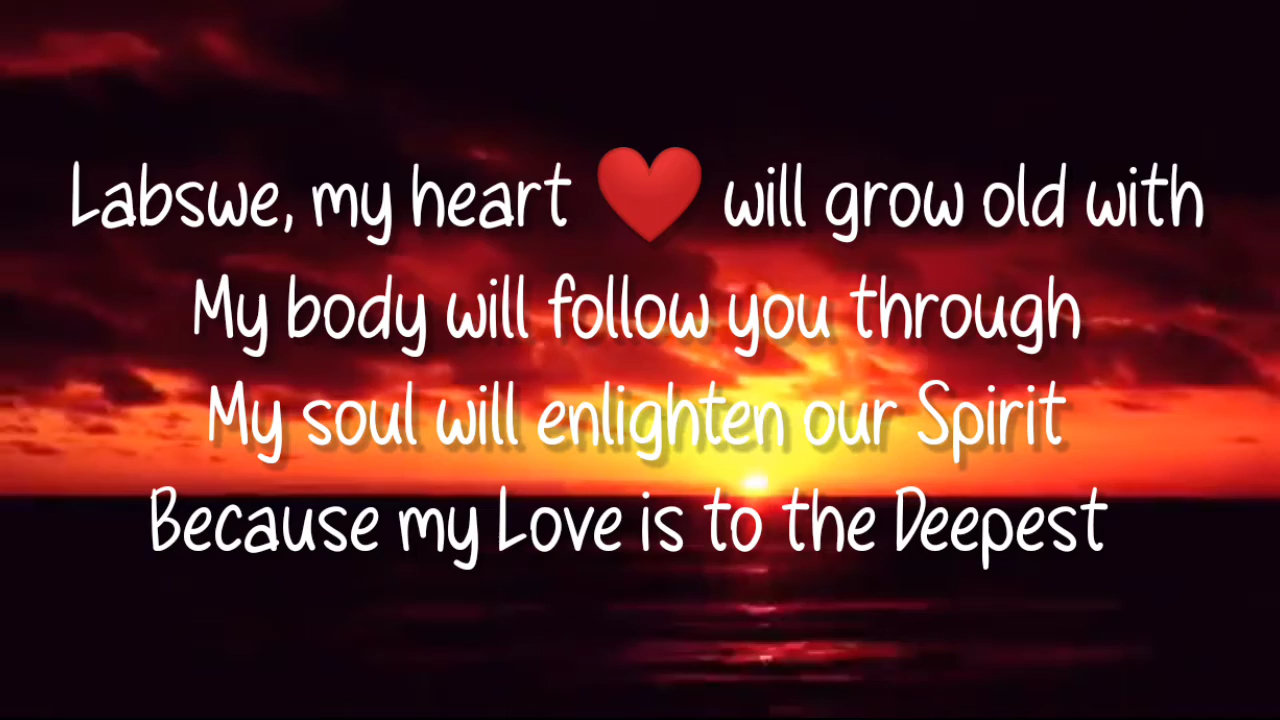 Labswe, my heart ❤️ will grow old with
My body will follow you through
My soul will enlighten our Spirit
Because my Love is to the Deepest